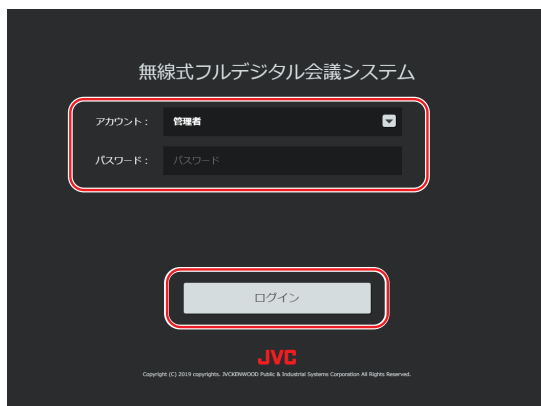 無線式フルデジタル会議システム
アカウント： 管理者
パスワード： パスワード
ログイン
JVC
Copyright (C) 2019 copyrights. JVCKENWOOD Public & Industrial Systems Corporation All Rights Reserved.